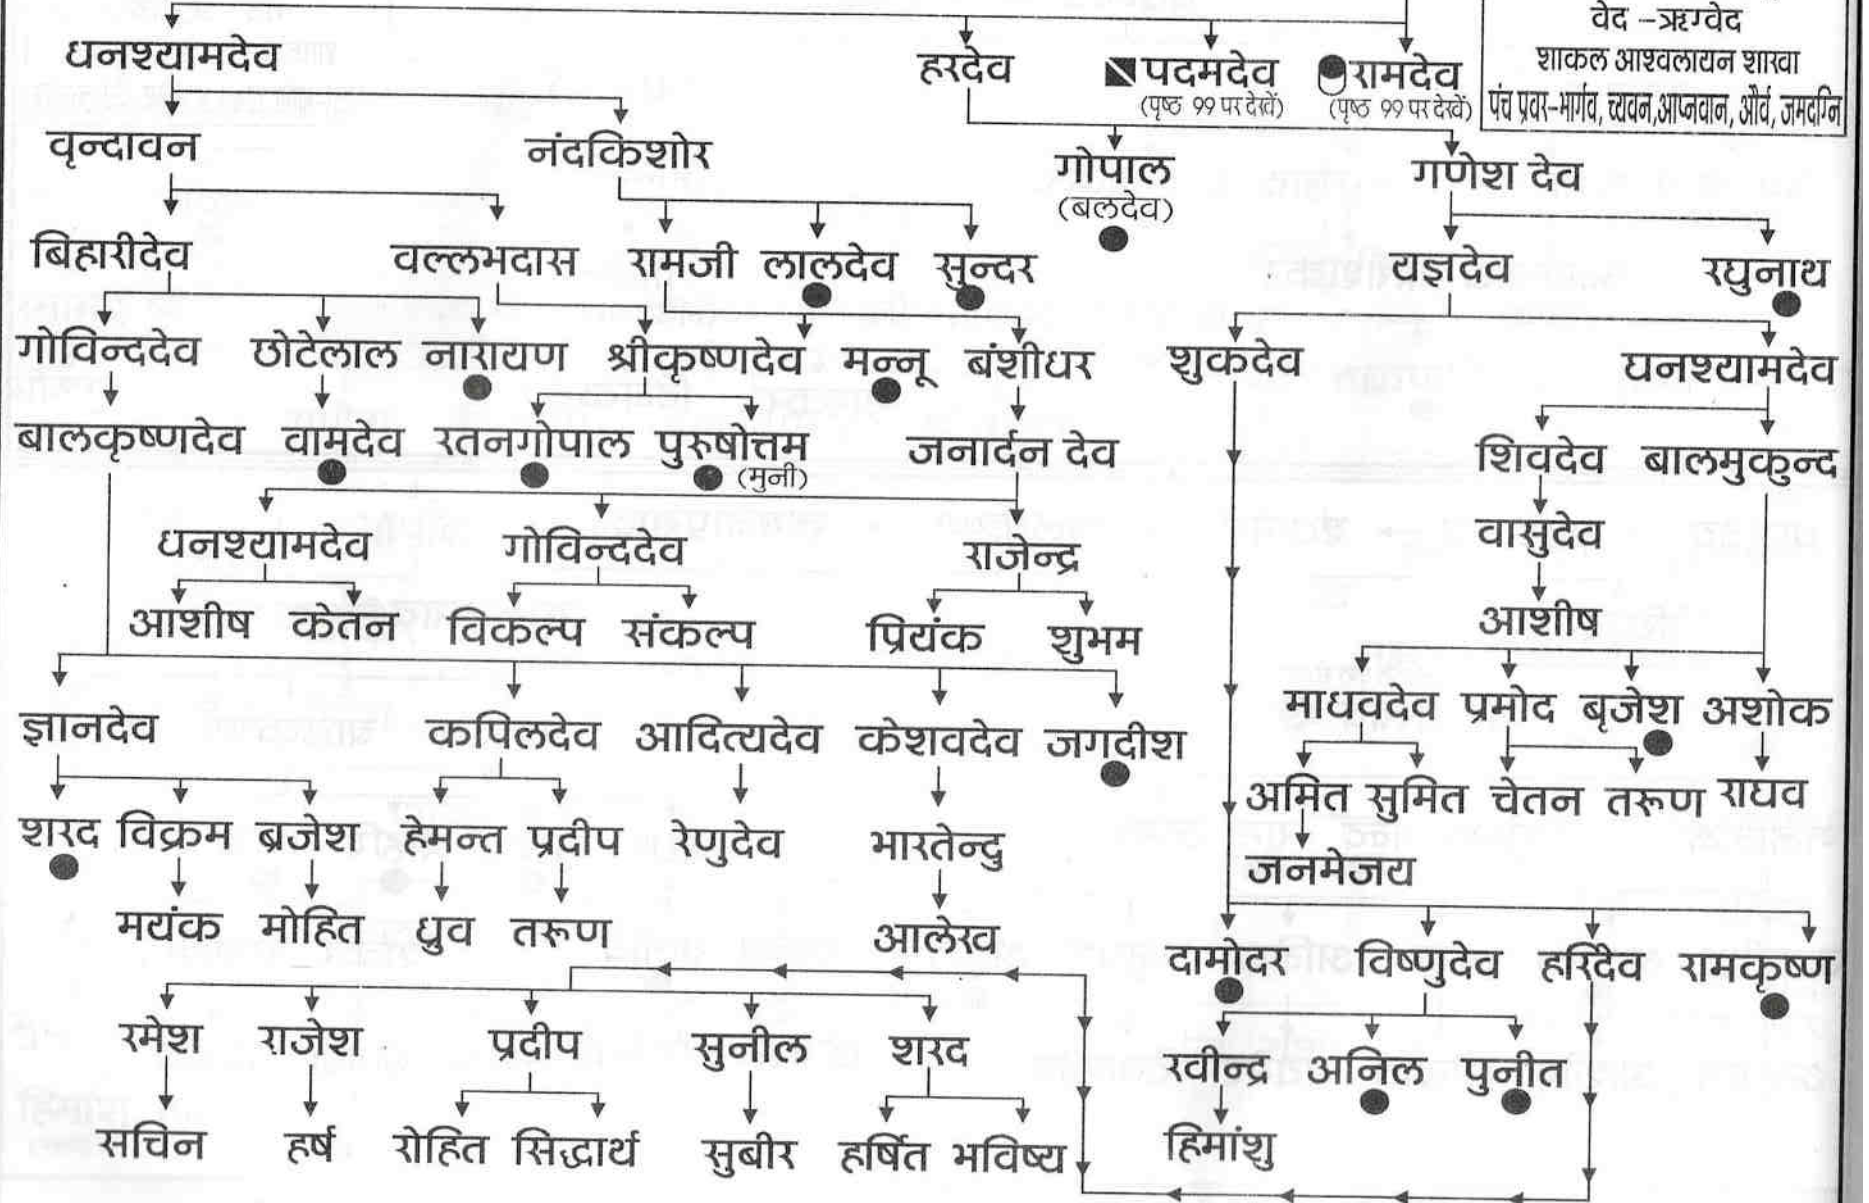 वेद –ऋग्वेद
शाकल आश्वलायन शाखा
पंच प्रवर–भार्गव, च्यवन,आप्नवान, और्व, जमदग्नि
धनश्यामदेव हरदेव पदमदेव रामदेव
(पृष्ठ 99 पर देखें) (पृष्ठ 99 पर देखें)
वृन्दावन नंदकिशोर गोपाल गणेश देव
(बलदेव)
बिहारीदेव वल्लभदास रामजी लालदेव सुन्दर यज्ञदेव रघुनाथ
गोविन्ददेव छोटेलाल नारायण श्रीकृष्णदेव मन्नू बंशीधर शुकदेव घनश्यामदेव
बालकृष्णदेव वामदेव रतनगोपाल पुरुषोत्तम जनार्दन देव शिवदेव बालमुकुन्द
(मुनी)
धनश्यामदेव गोविन्ददेव राजेन्द्र वासुदेव
आशीष केतन विकल्प संकल्प प्रियंक शुभम आशीष
ज्ञानदेव कपिलदेव आदित्यदेव केशवदेव जगदीश माधवदेव प्रमोद बृजेश अशोक
अमित सुमित चेतन तरूण राघव
शरद विक्रम ब्रजेश हेमन्त प्रदीप रेणुदेव भारतेन्दु जनमेजय
मयंक मोहित ध्रुव तरूण आलेख दामोदर विष्णुदेव हरिदेव रामकृष्ण
रमेश राजेश प्रदीप सुनील शरद रवीन्द्र अनिल पुनीत
सचिन हर्ष रोहित सिद्धार्थ सुबीर हर्षित भविष्य हिमांशु